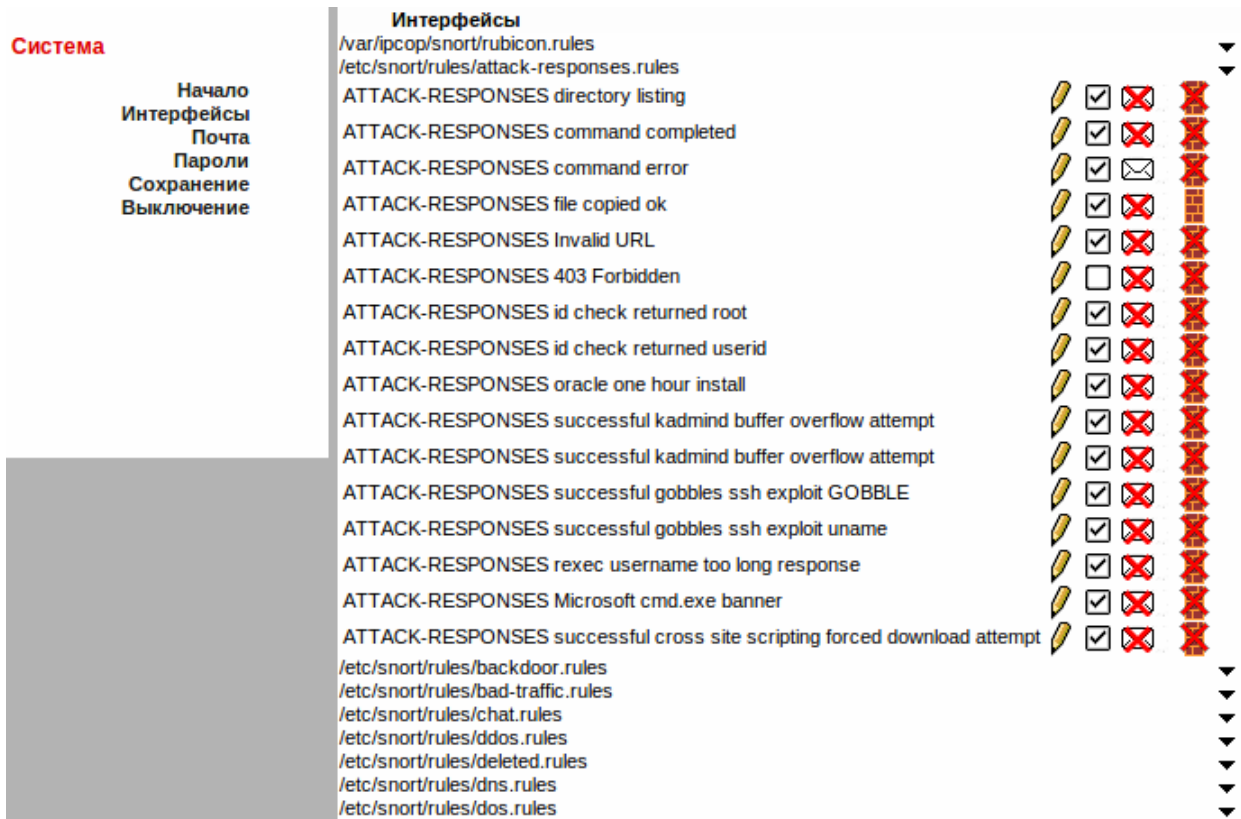 Система
Начало
Интерфейсы
Почта
Пароли
Сохранение
Выключение
Интерфейсы
/var/ipcop/snort/rubicon.rules
/etc/snort/rules/attack-responses.rules
ATTACK-RESPONSES directory listing
ATTACK-RESPONSES command completed
ATTACK-RESPONSES command error
ATTACK-RESPONSES file copied ok
ATTACK-RESPONSES Invalid URL
ATTACK-RESPONSES 403 Forbidden
ATTACK-RESPONSES id check returned root
ATTACK-RESPONSES id check returned userid
ATTACK-RESPONSES oracle one hour install
ATTACK-RESPONSES successful kadmind buffer overflow attempt
ATTACK-RESPONSES successful kadmind buffer overflow attempt
ATTACK-RESPONSES successful gobbles ssh exploit GOBBLE
ATTACK-RESPONSES successful gobbles ssh exploit uname
ATTACK-RESPONSES rexec username too long response
ATTACK-RESPONSES Microsoft cmd.exe banner
ATTACK-RESPONSES successful cross site scripting forced download attempt
/etc/snort/rules/backdoor.rules
/etc/snort/rules/bad-traffic.rules
/etc/snort/rules/chat.rules
/etc/snort/rules/ddos.rules
/etc/snort/rules/deleted.rules
/etc/snort/rules/dns.rules
/etc/snort/rules/dos.rules